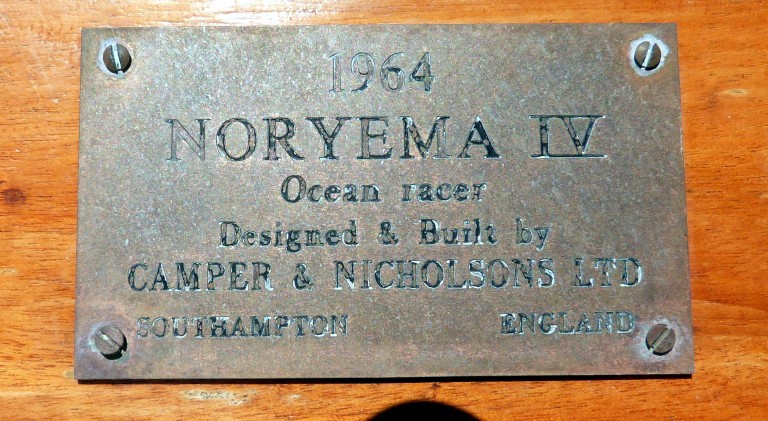 1964
NORYEMA IV
Ocean racer
Designed & Built by
CAMPER & NICHOLSONS LTD
SOUTHAMPTON ENGLAND